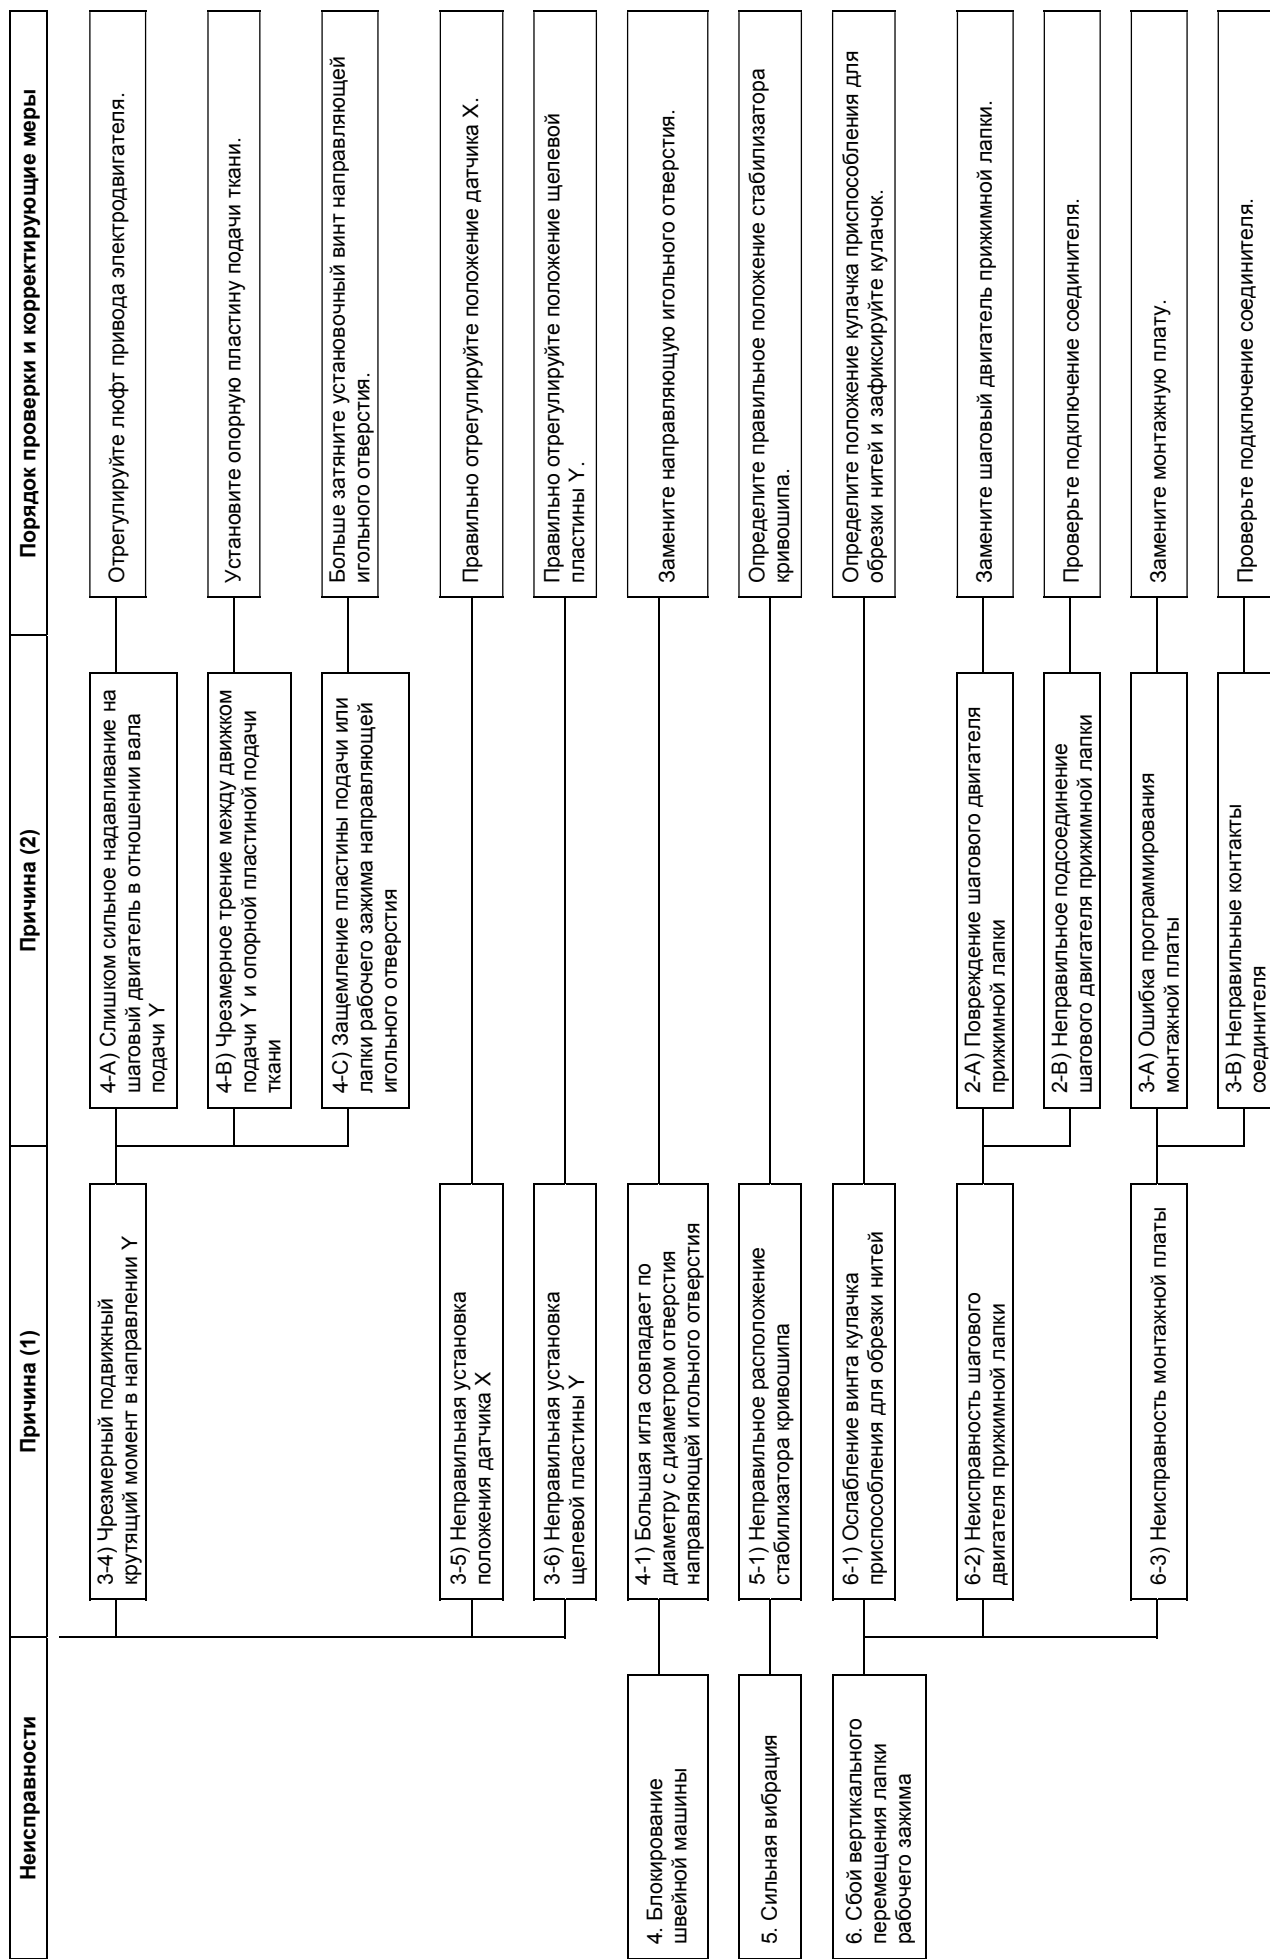 Неисправности
Причина (1)
Причина (2)
Порядок проверки и корректирующие меры
3-4) Чрезмерный подвижный
крутящий момент в направлении Y
4-A) Слишком сильное надавливание на
шаговый двигатель в отношении вала
подачи Y
Отрегулируйте люфт привода электродвигателя.
4-B) Чрезмерное трение между движком
подачи Y и опорной пластиной подачи
ткани
Установите опорную пластину подачи ткани.
4-C) Защемление пластины подачи или
лапки рабочего зажима направляющей
игольного отверстия
Больше затяните установочный винт направляющей
игольного отверстия.
3-5) Неправильная установка
положения датчика X
Правильно отрегулируйте положение датчика X.
3-6) Неправильная установка
щелевой пластины Y
Правильно отрегулируйте положение щелевой
пластины Y.
4. Блокирование
швейной машины
4-1) Большая игла совпадает по
диаметру с диаметром отверстия
направляющей игольного отверстия
Замените направляющую игольного отверстия.
5. Сильная вибрация
5-1) Неправильное расположение
стабилизатора кривошипа
Определите правильное положение стабилизатора
кривошипа.
6. Сбой вертикального
перемещения лапки
рабочего зажима
6-1) Ослабление винта кулачка
приспособления для обрезки нитей
Определите положение кулачка приспособления для
обрезки нитей и зафиксируйте кулачок.
6-2) Неисправность шагового
двигателя прижимной лапки
2-A) Повреждение шагового двигателя
прижимной лапки
Замените шаговый двигатель прижимной лапки.
2-B) Неправильное подсоединение
шагового двигателя прижимной лапки
Проверьте подключение соединителя.
6-3) Неисправность монтажной платы
3-A) Ошибка программирования
монтажной платы
Замените монтажную плату.
3-B) Неправильные контакты
соединителя
Проверьте подключение соединителя.